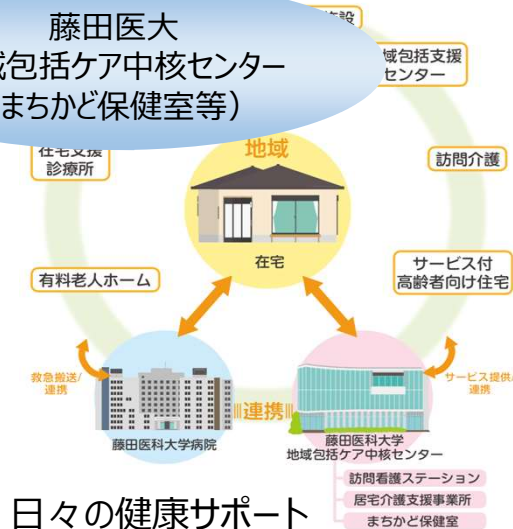 藤田医大
域包括ケア中核センター
まちかど保健室等）
施設
域包括支援
センター
在宅支援
診療所
地域
訪問介護
在宅
有料老人ホーム
サービス付
高齢者向け住宅
救急搬送/
連携
サービス提供/
連携
連携
藤田医科大学病院
藤田医科大学
地域包括ケア中核センター
訪問看護ステーション
居宅介護支援事業所
まちかど保健室
日々の健康サポート